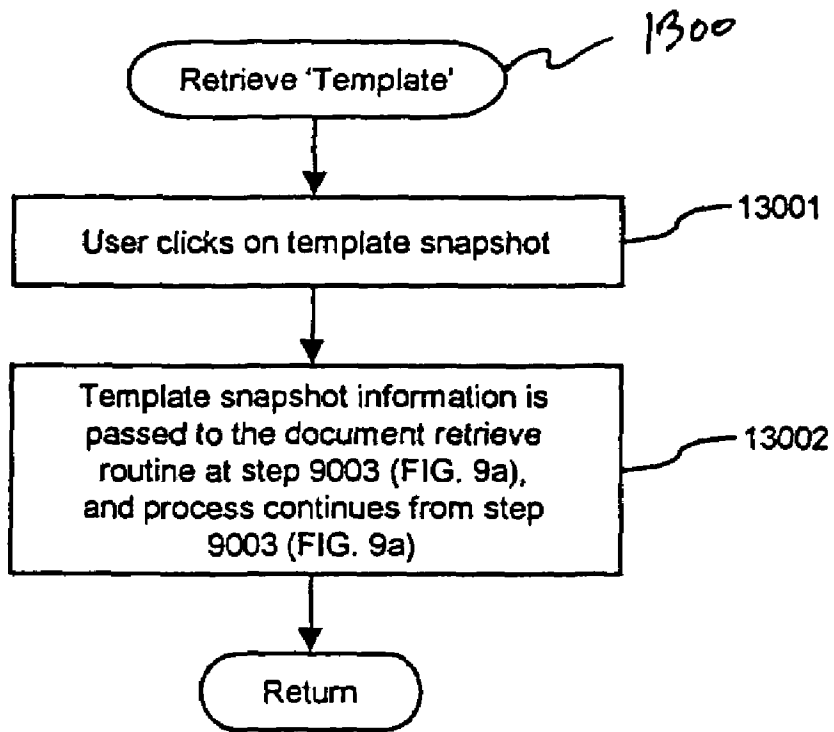 1300
Retrieve 'Template'
13001
User clicks on template snapshot
Template snapshot information is
passed to the document retrieve
routine at step 9003 (FIG. 9a),
and process continues from step
9003 (FIG. 9a)
13002
Return